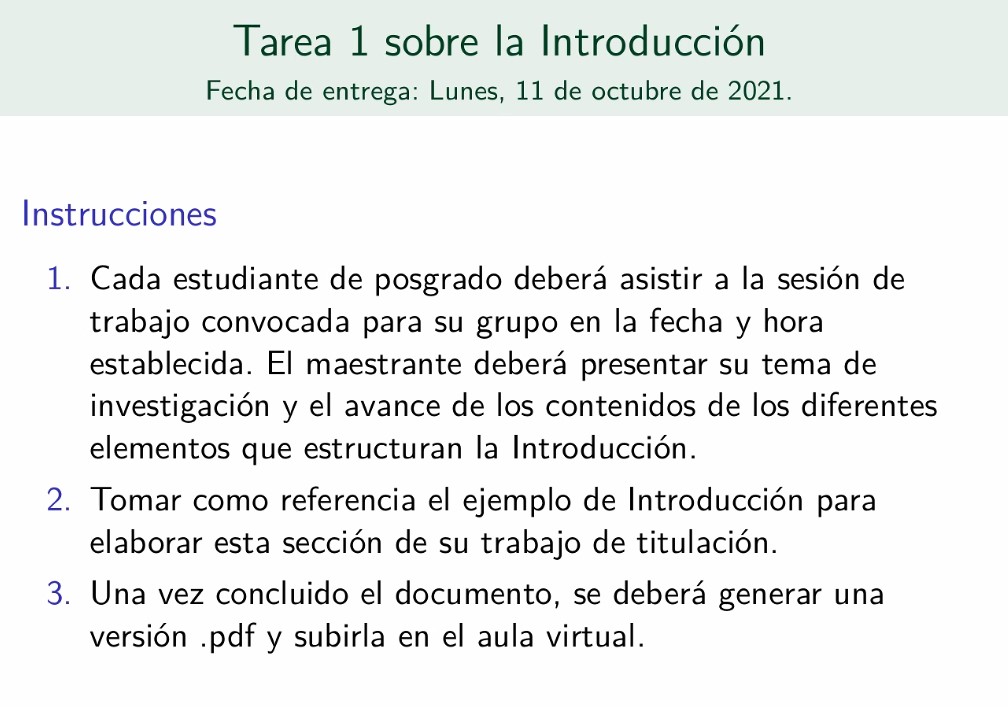 Tarea 1 sobre la Introducción
Fecha de entrega: Lunes, 11 de octubre de 2021.
Instrucciones
1. Cada estudiante de posgrado deberá asistir a la sesión de
trabajo convocada para su grupo en la fecha y hora
establecida. El maestrante deberá presentar su tema de
investigación y el avance de los contenidos de los diferentes
elementos que estructuran la Introducción.
2. Tomar como referencia el ejemplo de Introducción para
elaborar esta sección de su trabajo de titulación.
3. Una vez concluido el documento, se deberá generar una
versión .pdf y subirla en el aula virtual.